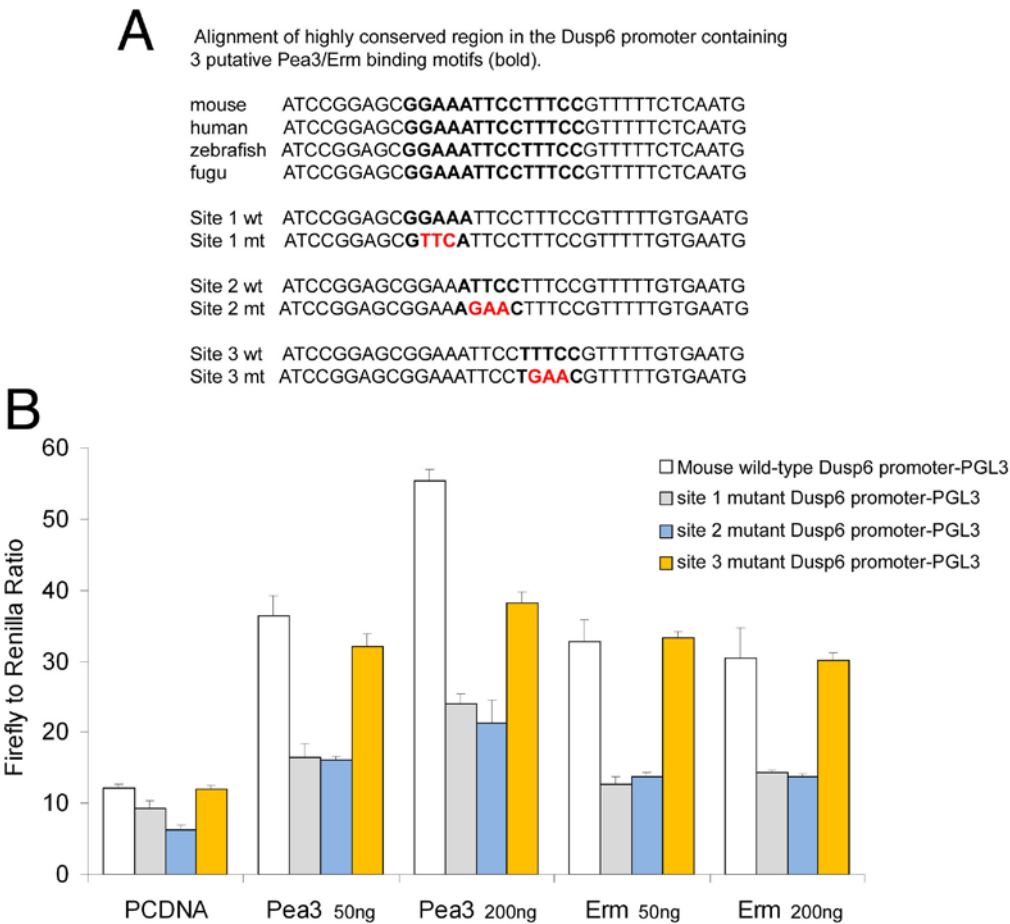 A
Alignment of highly conserved region in the Dusp6 promoter containing
3 putative Pea3/Erm binding motifs (bold).
mouse ATCCGGAGCGGAAATTCCTTTCCGTTTTTCTCAATG
human ATCCGGAGCGGAAATTCCTTTCCGTTTTTCTCAATG
zebrafish ATCCGGAGCGGAAATTCCTTTCCGTTTTTCTCAATG
fugu ATCCGGAGCGGAAATTCCTTTCCGTTTTTCTCAATG
Site 1 wt ATCCGGAGCGGAAATTCCTTTCCGTTTTTGTGAATG
Site 1 mt ATCCGGAGCGTTCATTCCTTTCCGTTTTTGTGAATG
Site 2 wt ATCCGGAGCGGAAATTCCTTTCCGTTTTTGTGAATG
Site 2 mt ATCCGGAGCGGAAAGAACTTTCCGTTTTTGTGAATG
Site 3 wt ATCCGGAGCGGAAATTCCTTTCCGTTTTTGTGAATG
Site 3 mt ATCCGGAGCGGAAATTCCTGAACGTTTTTGTGAATG
B
Firefly to Renilla Ratio
60
50
40
30
20
10
0
Mouse wild-type Dusp6 promoter-PGL3
site 1 mutant Dusp6 promoter-PGL3
site 2 mutant Dusp6 promoter-PGL3
site 3 mutant Dusp6 promoter-PGL3
PCDNA Pea3 50ng Pea3 200ng Erm 50ng Erm 200ng